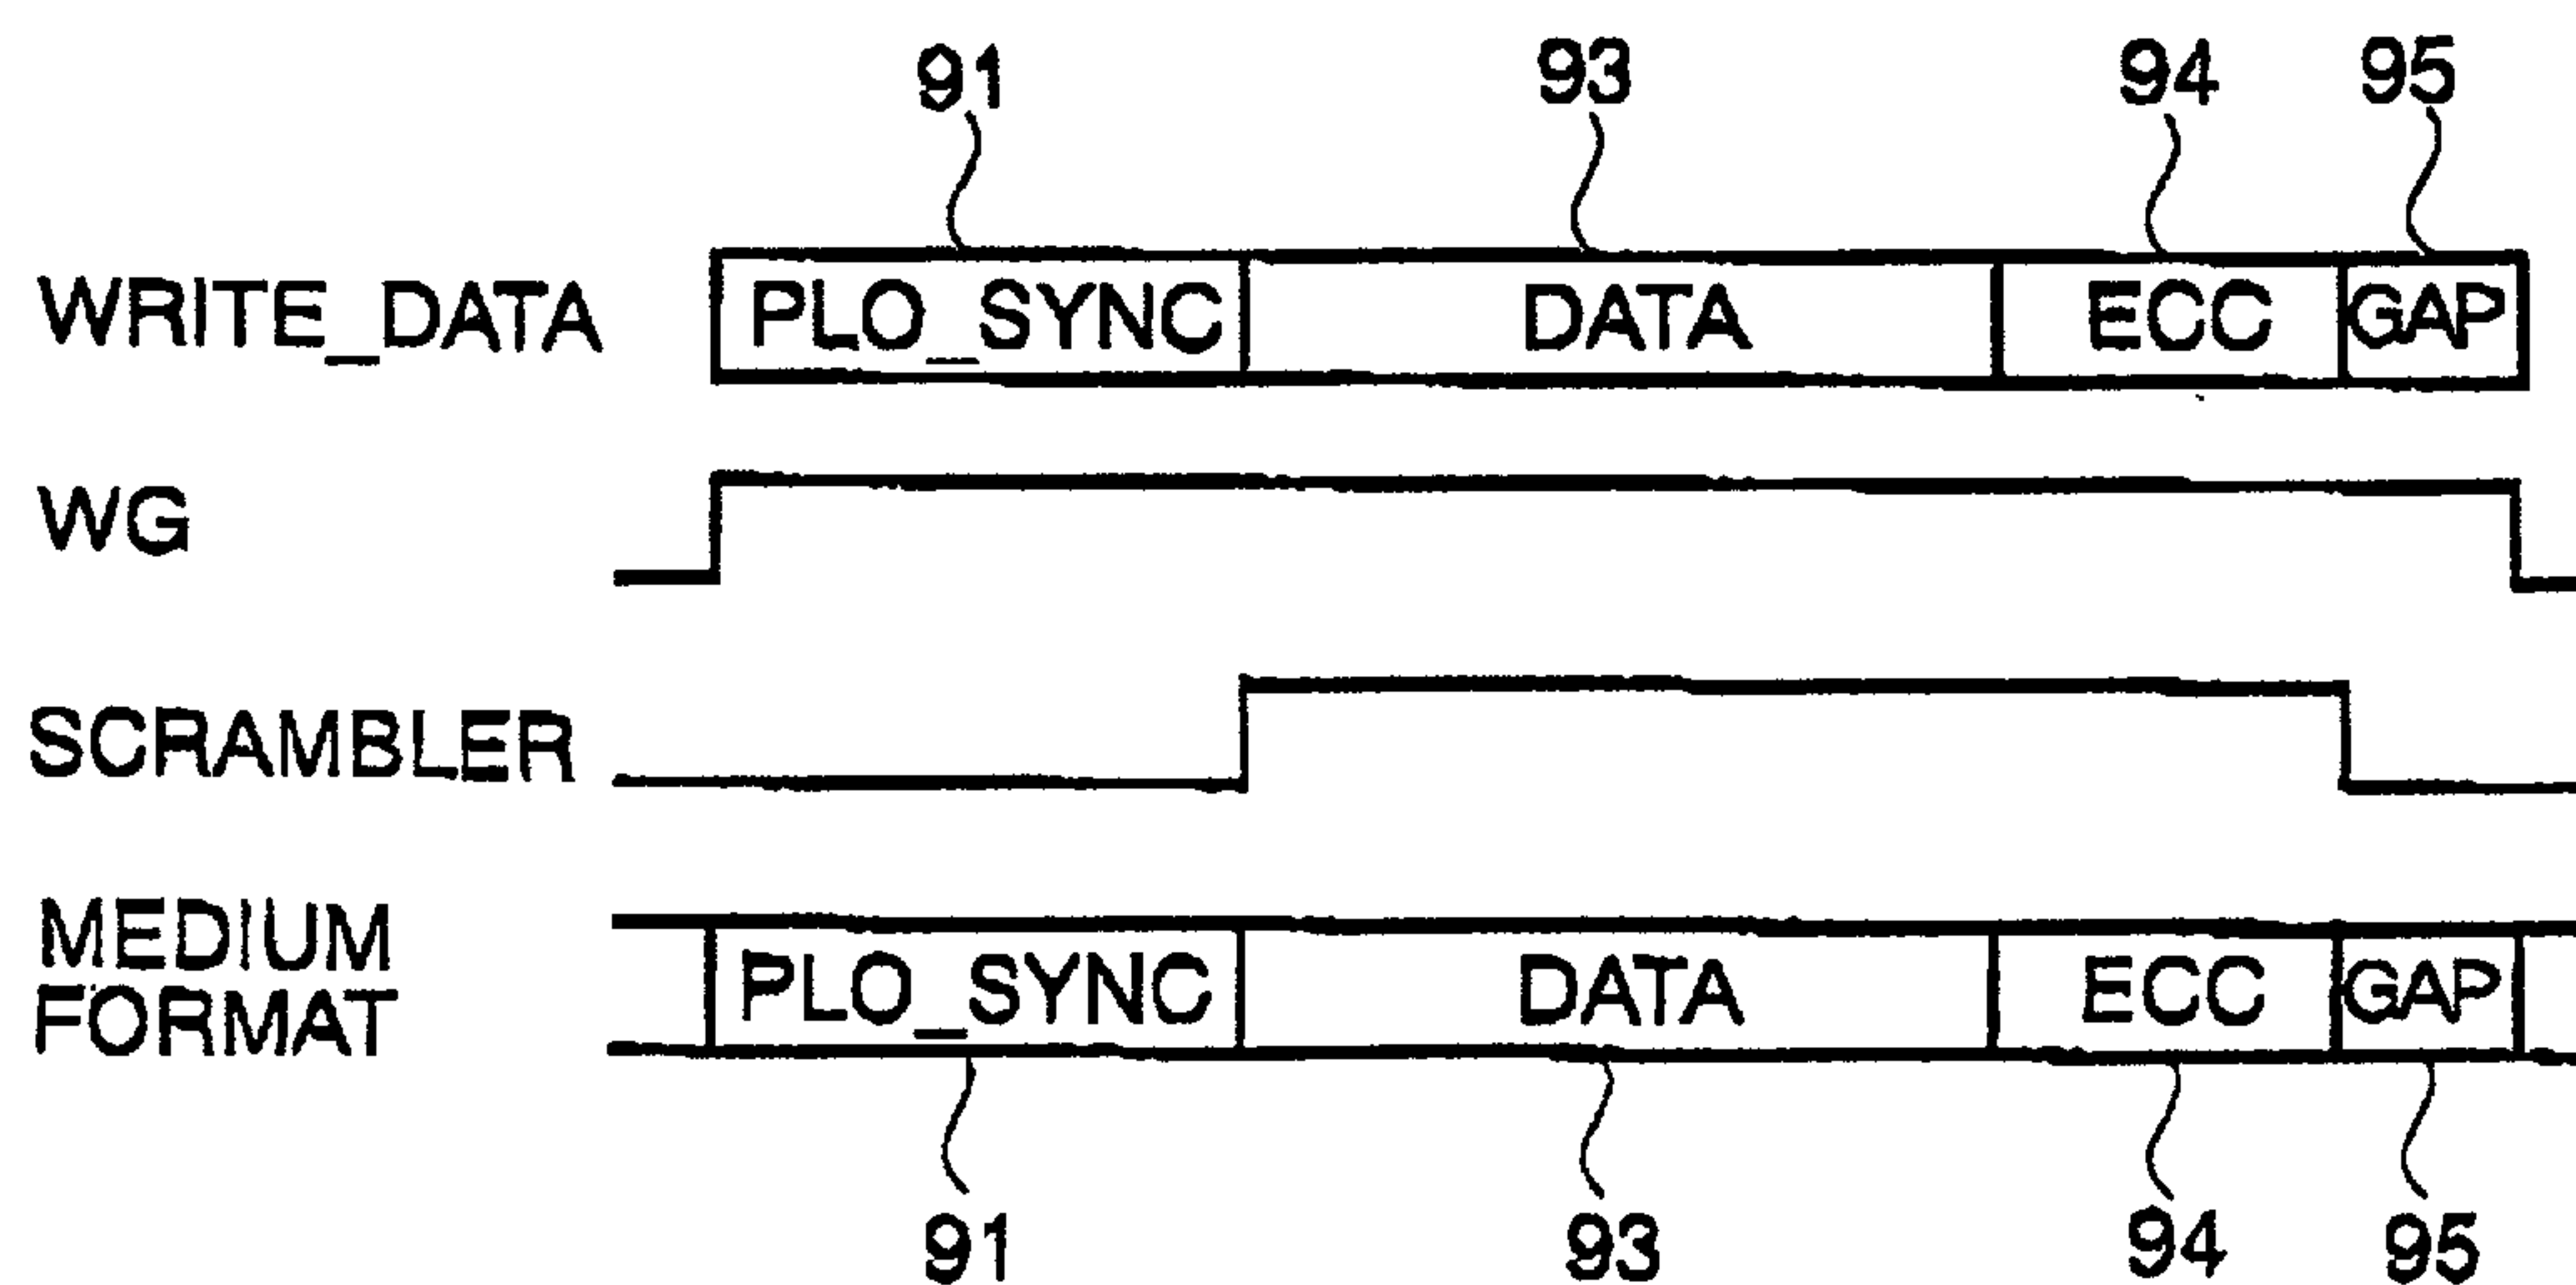 91 93 94 95
WRITE_DATA PLO_SYNC DATA ECC GAP
WG
SCRAMBLER
MEDIUM
FORMAT
PLO_SYNC DATA ECC GAP
91 93 94 95